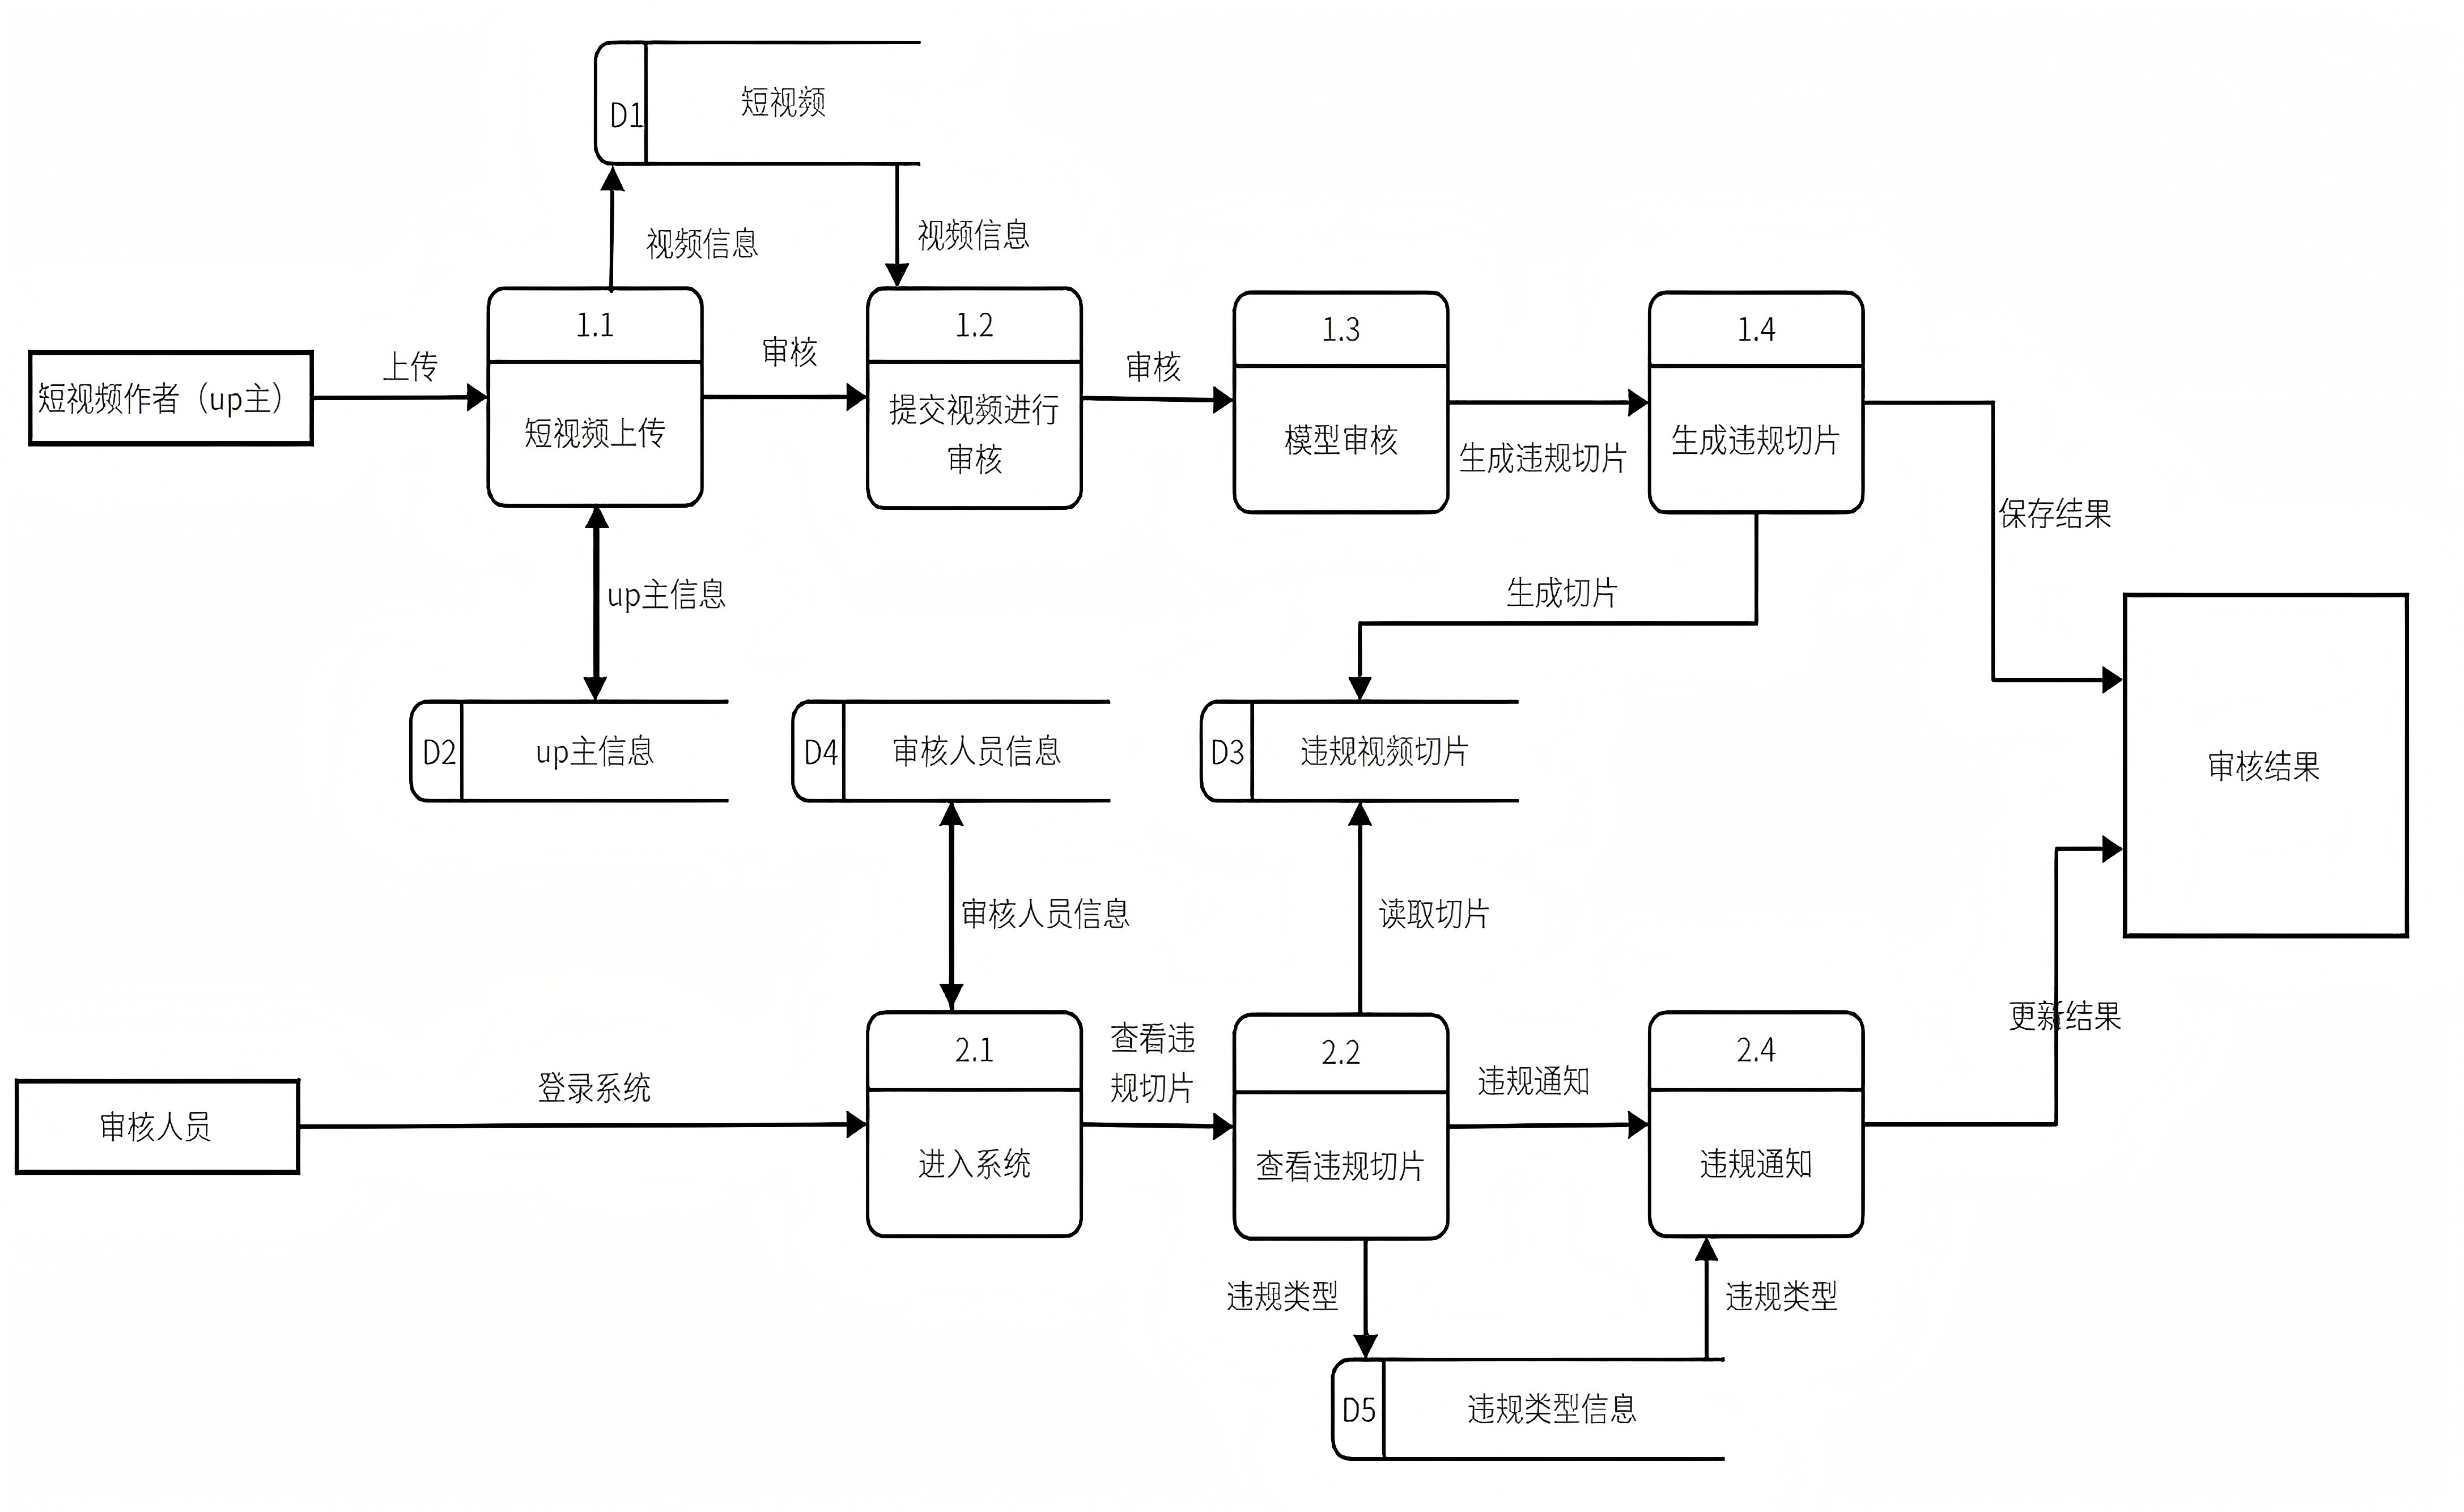 D1
短视频
视频信息
视频信息
1.1
短视频上传
1.2
提交视频进行
审核
1.3
模型审核
1.4
生成违规切片
短视频作者（up主）
上传
审核
审核
生成违规切片
保存结果
up主信息
生成切片
D2
up主信息
D4
审核人员信息
D3
违规视频切片
审核结果
审核人员信息
读取切片
更新结果
审核人员
登录系统
2.1
进入系统
查看违
规切片
2.2
查看违规切片
违规通知
2.4
违规通知
违规类型
违规类型
D5
违规类型信息